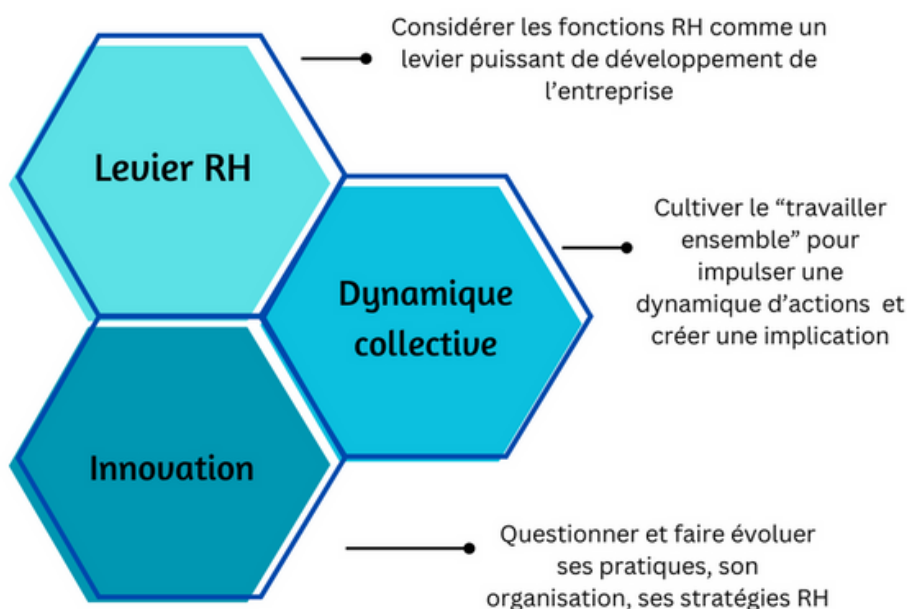 Levier RH
Considérer les fonctions RH comme un
levier puissant de développement de
l’entreprise
Dynamique
collective
Cultiver le “travailler
ensemble” pour
impulser une
dynamique d’actions et
créer une implication
Innovation
Questionner et faire évoluer
ses pratiques, son
organisation, ses stratégies RH